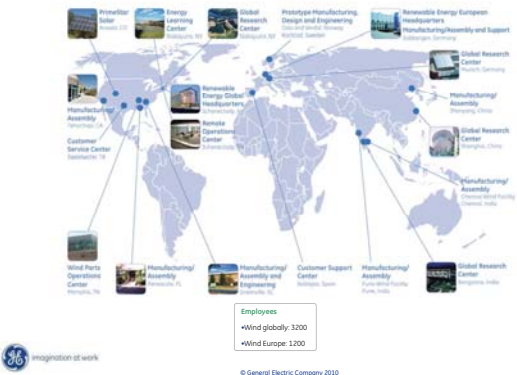 PrimeStar
Solar
Arvada, CO
Energy
Learning
Center
Niskayuna, NY
Global
Research
Center
Niskayuna, NY
Prototype Manufacturing,
Design and Engineering
Oslo and Verdal, Norway
Karlstad, Sweden
Renewable Energy European
Headquarters
Manufacturing/Assembly and Support
Salzbergen, Germany
Global Research
Center
Munich, Germany
Manufacturing/
Assembly
Tehachapi, CA
Customer
Service Center
TX
Renewable
Energy Global
Headquarters
Schenectady, NY
Remote
Operations
Center
Schenectady, NY
Manufacturing/
Assembly
Shenyang, China
Global Research
Center
Shanghai, China
Manufacturing/
Assembly
Chennai Wind Facility
Chennai, India
Wind Parts
Operations
Center
Memphis, TN
Manufacturing/
Assembly
Pensacola, FL
Manufacturing/
Assembly and
Engineering
Greenville, SC
Customer Support
Center
Noblejas, Spain
Manufacturing/
Assembly
Pune Wind Facility
Pune, India
Global Research
Center
Bangalore, India
Employees
•Wind globally: 3200
•Wind Europe: 1200
GE imagination at work
© General Electric Company 2010